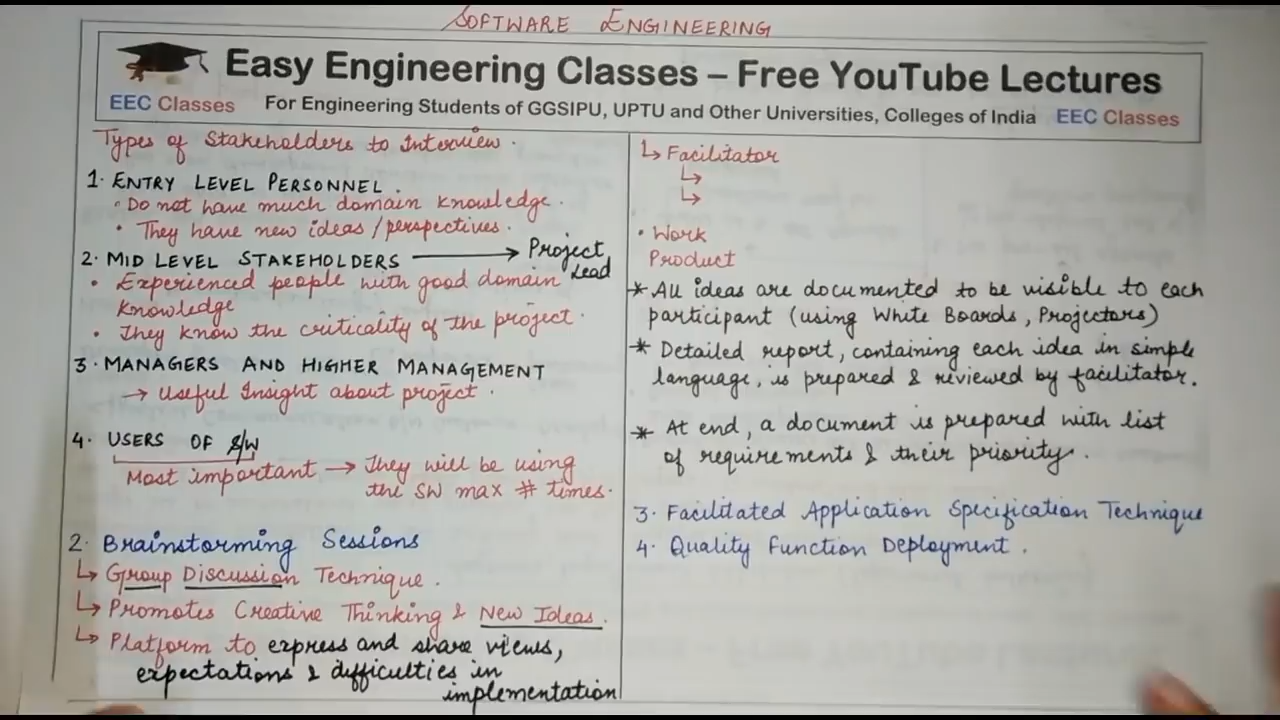 SOFTWARE ENGINEERING
Easy Engineering Classes – Free YouTube Lectures
EEC Classes For Engineering Students of GGSIPU, UPTU and Other Universities, Colleges of India EEC Classes
Types of Stakeholders to Interview.
1. ENTRY LEVEL PERSONNEL.
• Do not have much domain knowledge.
• They have new ideas/perspectives.
2. MID LEVEL STAKEHOLDERS → Project
Lead
• Experienced people with good domain
knowledge
• They know the criticality of the project.
3. MANAGERS AND HIGHER MANAGEMENT
→ Useful Insight about project.
4. USERS OF S/W
Most important → They will be using
the SW max # times.
2. Brainstorming Sessions
↳ Group Discussion Technique.
↳ Promotes Creative Thinking & New Ideas.
↳ Platform to express and share views,
expectations & difficulties in
implementation
↳ Facilitator
↳
↳
• Work
Product
* All ideas are documented to be visible to each
participant (using White Boards, Projectors)
* Detailed report, containing each idea in simple
language, is prepared & reviewed by facilitator.
* At end, a document is prepared with list
of requirements & their priority.
3. Facilitated Application Specification Technique
4. Quality Function Deployment.